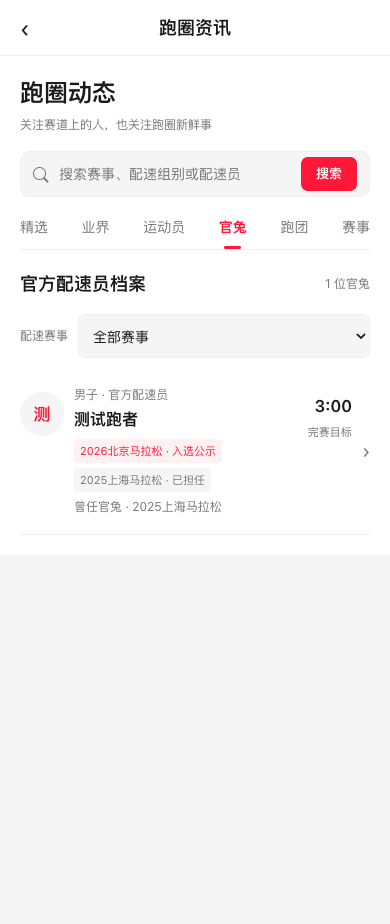 跑圈资讯
跑圈动态
关注赛道上的人，也关注跑圈新鲜事
搜索赛事、配速组别或配速员
搜索
精选 业界 运动员 官兔 跑团 赛事
官方配速员档案
1 位官兔
配速赛事
全部赛事
测
男子 · 官方配速员
测试跑者
2026北京马拉松 · 入选公示
2025上海马拉松 · 已担任
曾任官兔 · 2025上海马拉松
3:00
完赛目标